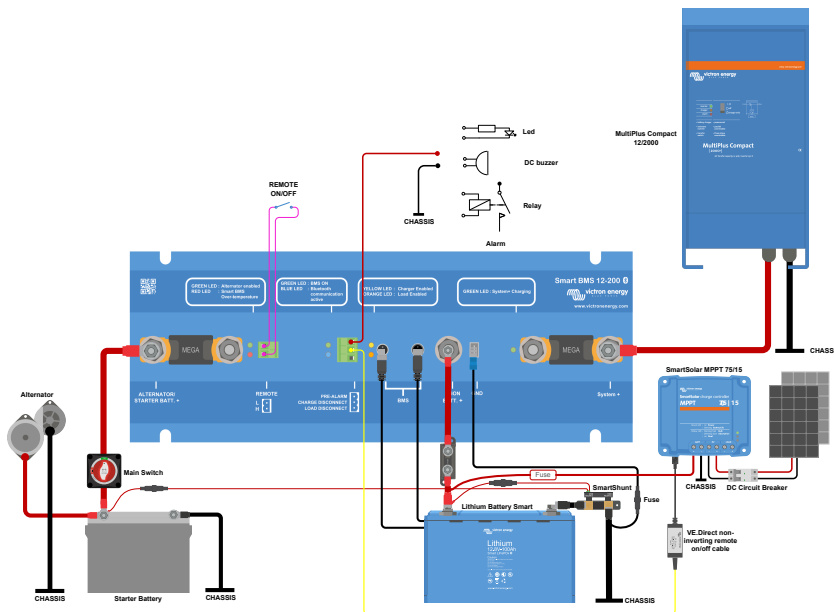 victron energy
MultiPlus Compact
12/2000
MultiPlus Compact
Led
DC buzzer
Relay
Alarm
CHASSIS
REMOTE
ON/OFF
GREEN LED : Alternator enabled
RED LED : Smart BMS
Over-temperature
GREEN LED : BMS ON
BLUE LED : Bluetooth
communication
active
YELLOW LED : Charger Enabled
ORANGE LED : Load Enabled
GREEN LED : System+ Charging
Smart BMS 12-200
victron energy
www.victronenergy.com
MEGA
MEGA
ALTERNATOR/
STARTER BATT. +
REMOTE
L
H
PRE-ALARM
CHARGE DISCONNECT
LOAD DISCONNECT
BMS
BATT. +
System +
CHASS
SmartSolar MPPT 75/15
SmartSolar charge controller
MPPT 75 | 15
Alternator
Main Switch
Fuse
SmartShunt
Fuse
CHASSIS
DC Circuit Breaker
Lithium Battery Smart
Lithium
VE.Direct non-
inverting remote
on/off cable
CHASSIS
Starter Battery
CHASSIS
CHASSIS